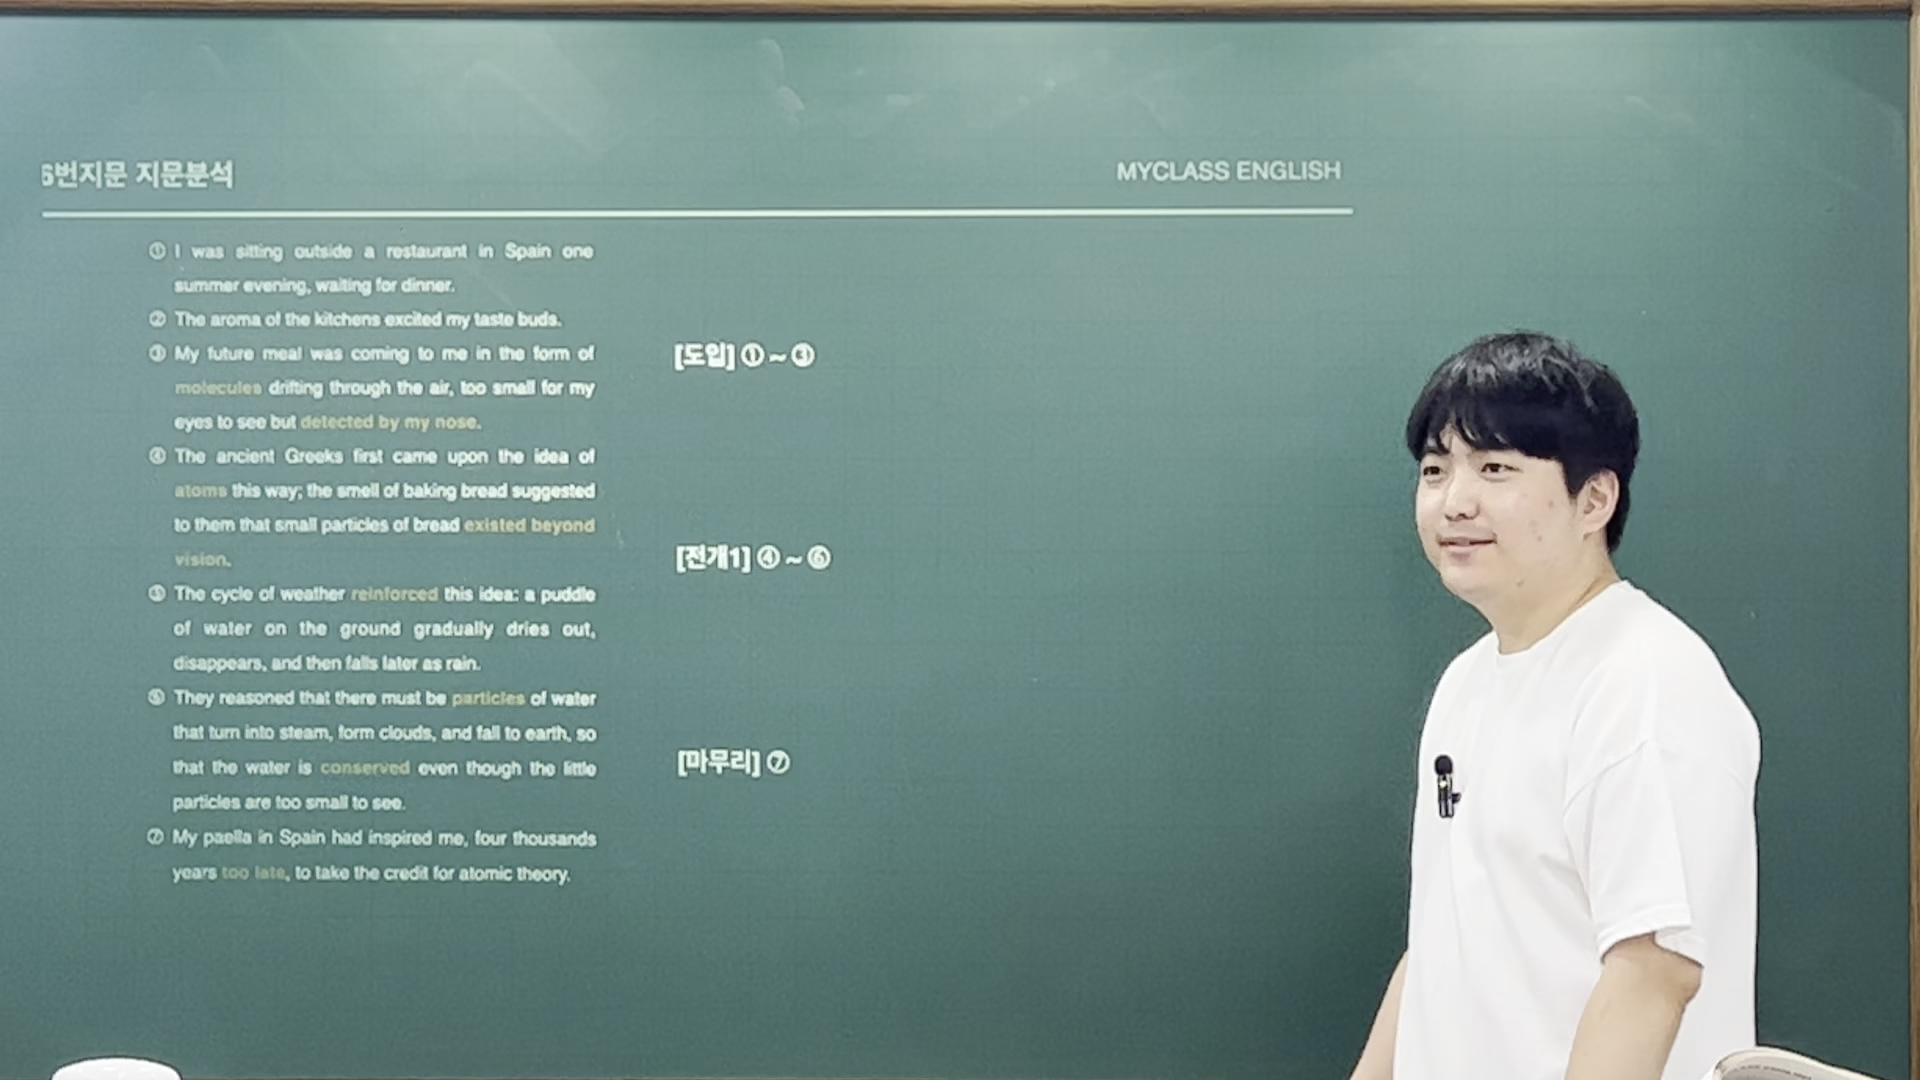 6번지문 지문분석
MYCLASS ENGLISH
① I was sitting outside a restaurant in Spain one
summer evening, waiting for dinner.
② The aroma of the kitchens excited my taste buds.
③ My future meal was coming to me in the form of
molecules drifting through the air, too small for my
eyes to see but detected by my nose.
④ The ancient Greeks first came upon the idea of
atoms this way; the smell of baking bread suggested
to them that small particles of bread existed beyond
vision.
⑤ The cycle of weather reinforced this idea: a puddle
of water on the ground gradually dries out,
disappears, and then falls later as rain.
⑥ They reasoned that there must be particles of water
that turn into steam, form clouds, and fall to earth, so
that the water is conserved even though the little
particles are too small to see.
⑦ My paella in Spain had inspired me, four thousands
years too late, to take the credit for atomic theory.
[도입] ① ~ ③
[전개1] ④ ~ ⑥
[마무리] ⑦